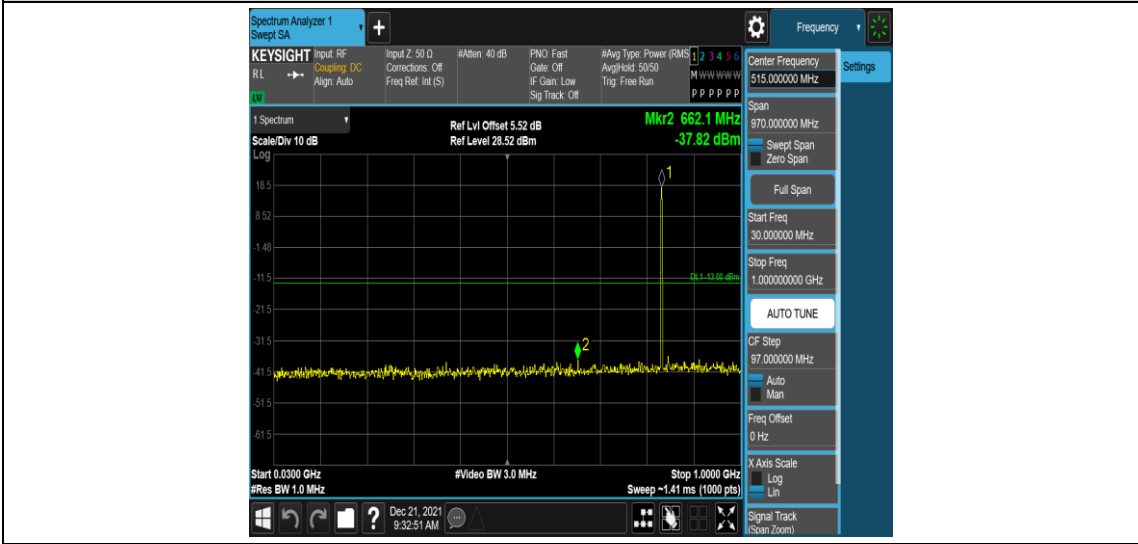 Spectrum Analyzer 1
Swept SA
+
Frequency
KEYSIGHT
RL
Input: RF
Coupling: DC
Align: Auto
Input Z: 50 Ω
Corrections: Off
Freq Ref: Int (S)
#Atten: 40 dB
PNO: Fast
Gate: Off
IF Gain: Low
Sig Track: Off
#Avg Type: Power (RMS
Avg|Hold: 50/50
Trig: Free Run
1 2 3 4 5 6
M W W W W W
P P P P P P
1 Spectrum
Scale/Div 10 dB
Log
Ref Lvl Offset 5.52 dB
Ref Level 28.52 dBm
Mkr2 662.1 MHz
-37.82 dBm
1
18.5
8.52
-1.48
-11.5
DL1 -13.00 dBm
-21.5
-31.5
2
-41.5
-51.5
-61.5
Start 0.0300 GHz
#Res BW 1.0 MHz
#Video BW 3.0 MHz
Stop 1.0000 GHz
Sweep ~1.41 ms (1000 pts)
?
Dec 21, 2021
9:32:51 AM
Center Frequency
515.000000 MHz
Settings
Span
970.000000 MHz
Swept Span
Zero Span
Full Span
Start Freq
30.000000 MHz
Stop Freq
1.000000000 GHz
AUTO TUNE
CF Step
97.000000 MHz
Auto
Man
Freq Offset
0 Hz
X Axis Scale
Log
Lin
Signal Track
(Span Zoom)